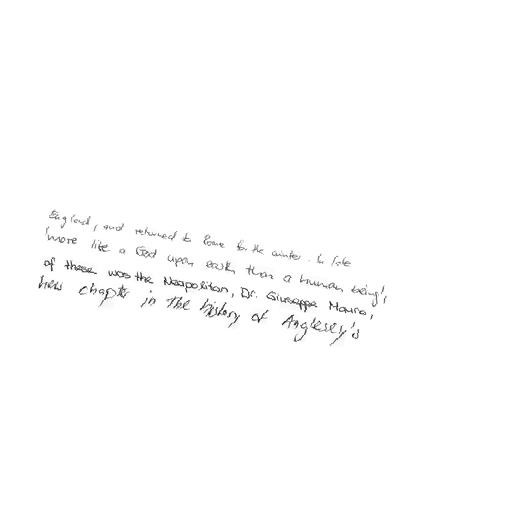 England, and returned to Rome for the winter. In late
'more like a God upon earth than a human being',
of these was the Neapolitan, Dr. Giuseppe Mauro,
new chapter in the history of Anglesey's